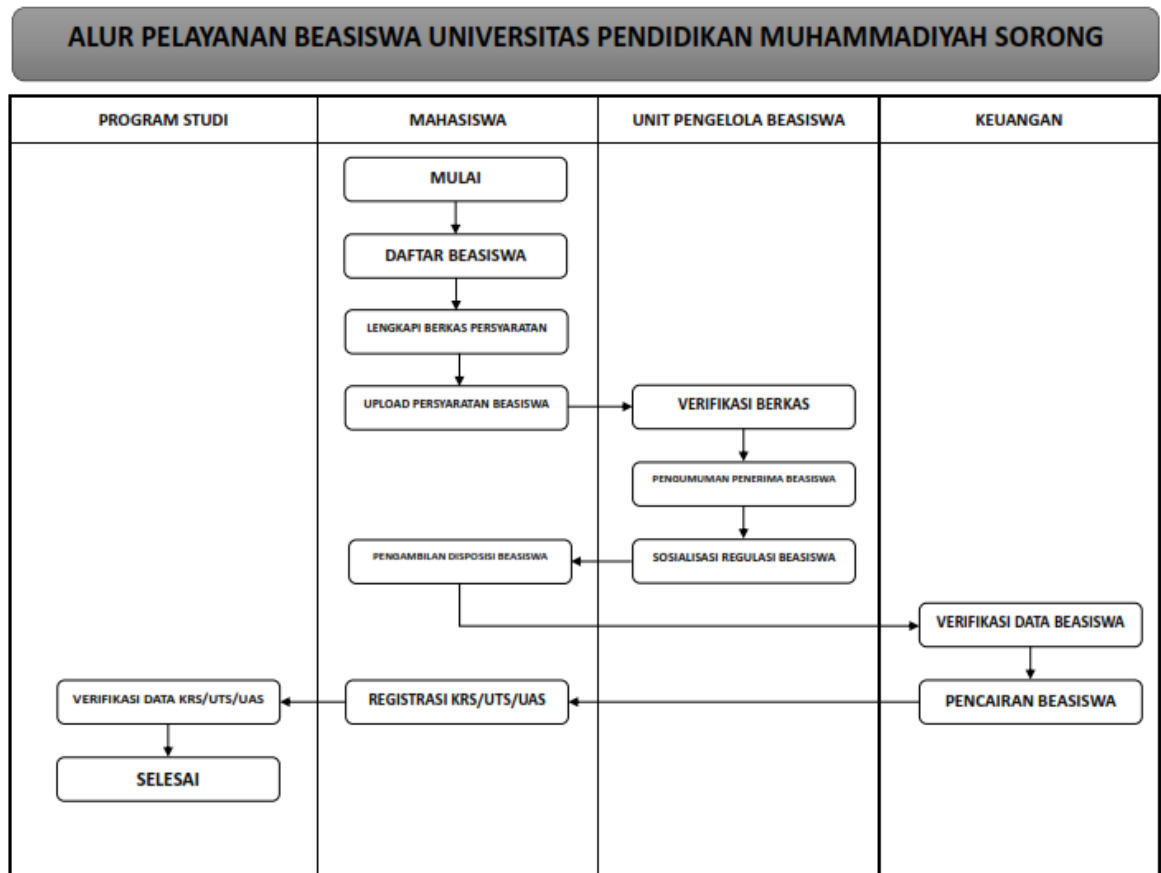 ALUR PELAYANAN BEASISWA UNIVERSITAS PENDIDIKAN MUHAMMADIYAH SORONG
PROGRAM STUDI
MAHASISWA
UNIT PENGELOLA BEASISWA
KEUANGAN
MULAI
DAFTAR BEASISWA
LENGKAPI BERKAS PERSYARATAN
UPLOAD PERSYARATAN BEASISWA
VERIFIKASI BERKAS
PENGUMUMAN PENERIMA BEASISWA
SOSIALISASI REGULASI BEASISWA
PENGAMBILAN DISPOSISI BEASISWA
VERIFIKASI DATA BEASISWA
PENCAIRAN BEASISWA
REGISTRASI KRS/UTS/UAS
VERIFIKASI DATA KRS/UTS/UAS
SELESAI